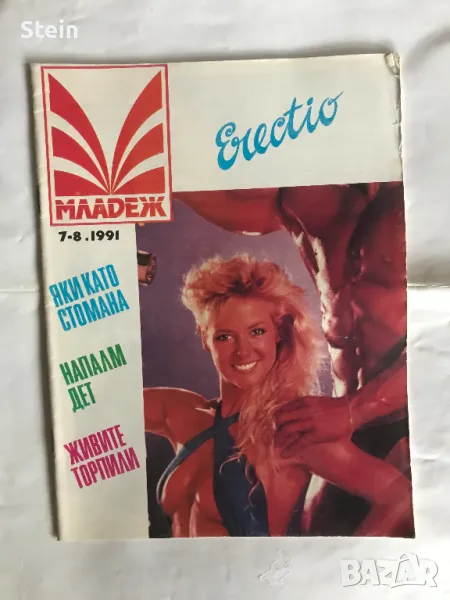 Stein
Erectio
МЛАДЕЖ
7-8.1991
ЯКИ КАТО
СТОМАНА
НАПАЛМ
ДЕТ
ЖИВИТЕ
ТОРПИЛИ
BAZAR